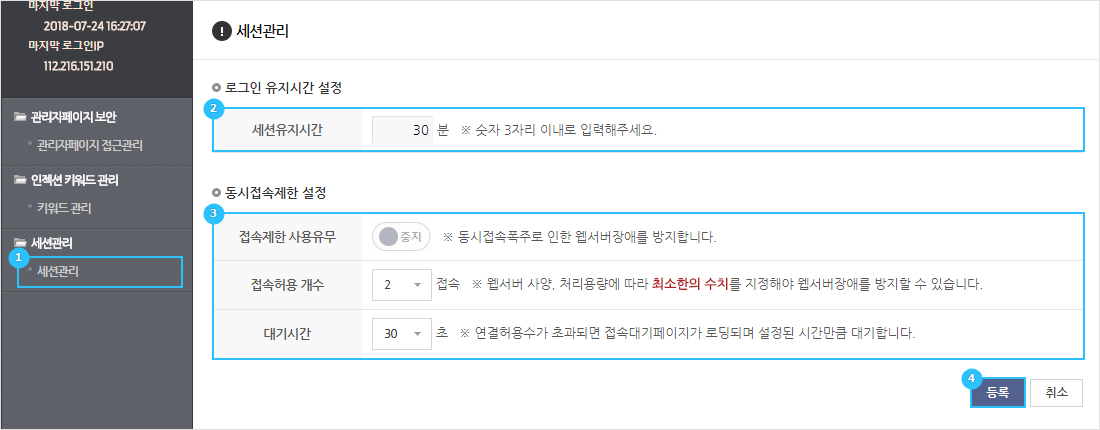 마지막 로그인
2018-07-24 16:27:07
마지막 로그인IP
112.216.151.210
관리자페이지 보안
관리자페이지 접근관리
인젝션 키워드 관리
키워드 관리
세션관리
1
세션관리
! 세션관리
로그인 유지시간 설정
2
세션유지시간 30 분 ※ 숫자 3자리 이내로 입력해주세요.
동시접속제한 설정
3
접속제한 사용유무 중지 ※ 동시접속폭주로 인한 웹서버장애를 방지합니다.
접속허용 개수 2 접속 ※ 웹서버 사양, 처리용량에 따라 최소한의 수치를 지정해야 웹서버장애를 방지할 수 있습니다.
대기시간 30 초 ※ 연결허용수가 초과되면 접속대기페이지가 로딩되며 설정된 시간만큼 대기합니다.
4
등록 취소